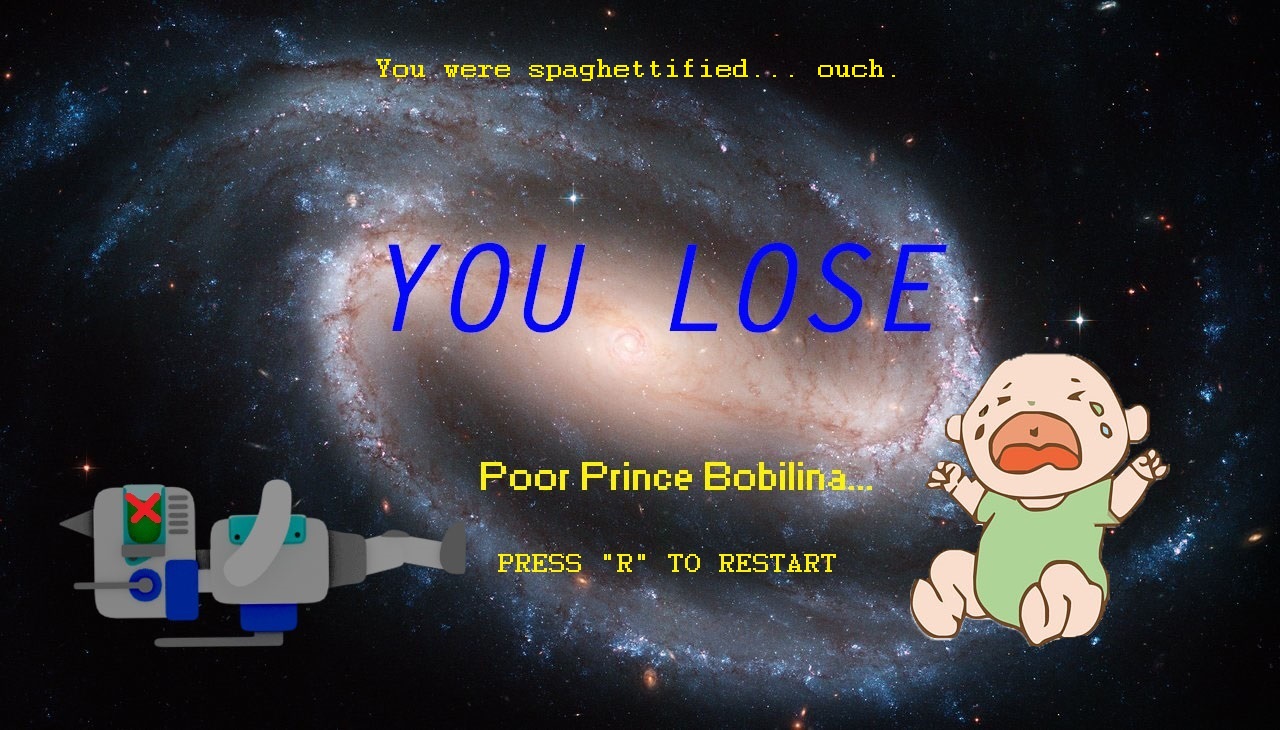 You were spaghettified... ouch.
YOU LOSE
Poor Prince Bobilina...
PRESS "R" TO RESTART